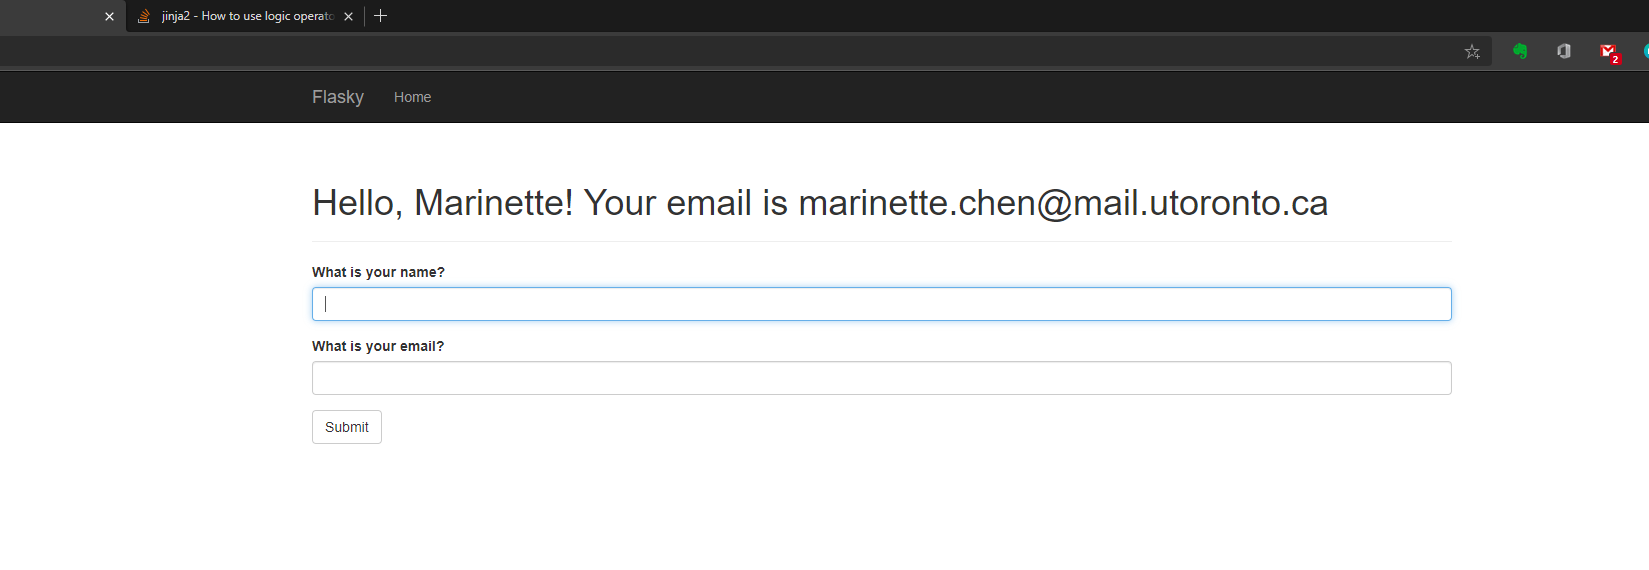 jinja2 - How to use logic operato
2
Flasky Home
Hello, Marinette! Your email is marinette.chen@mail.utoronto.ca
What is your name?
What is your email?
Submit